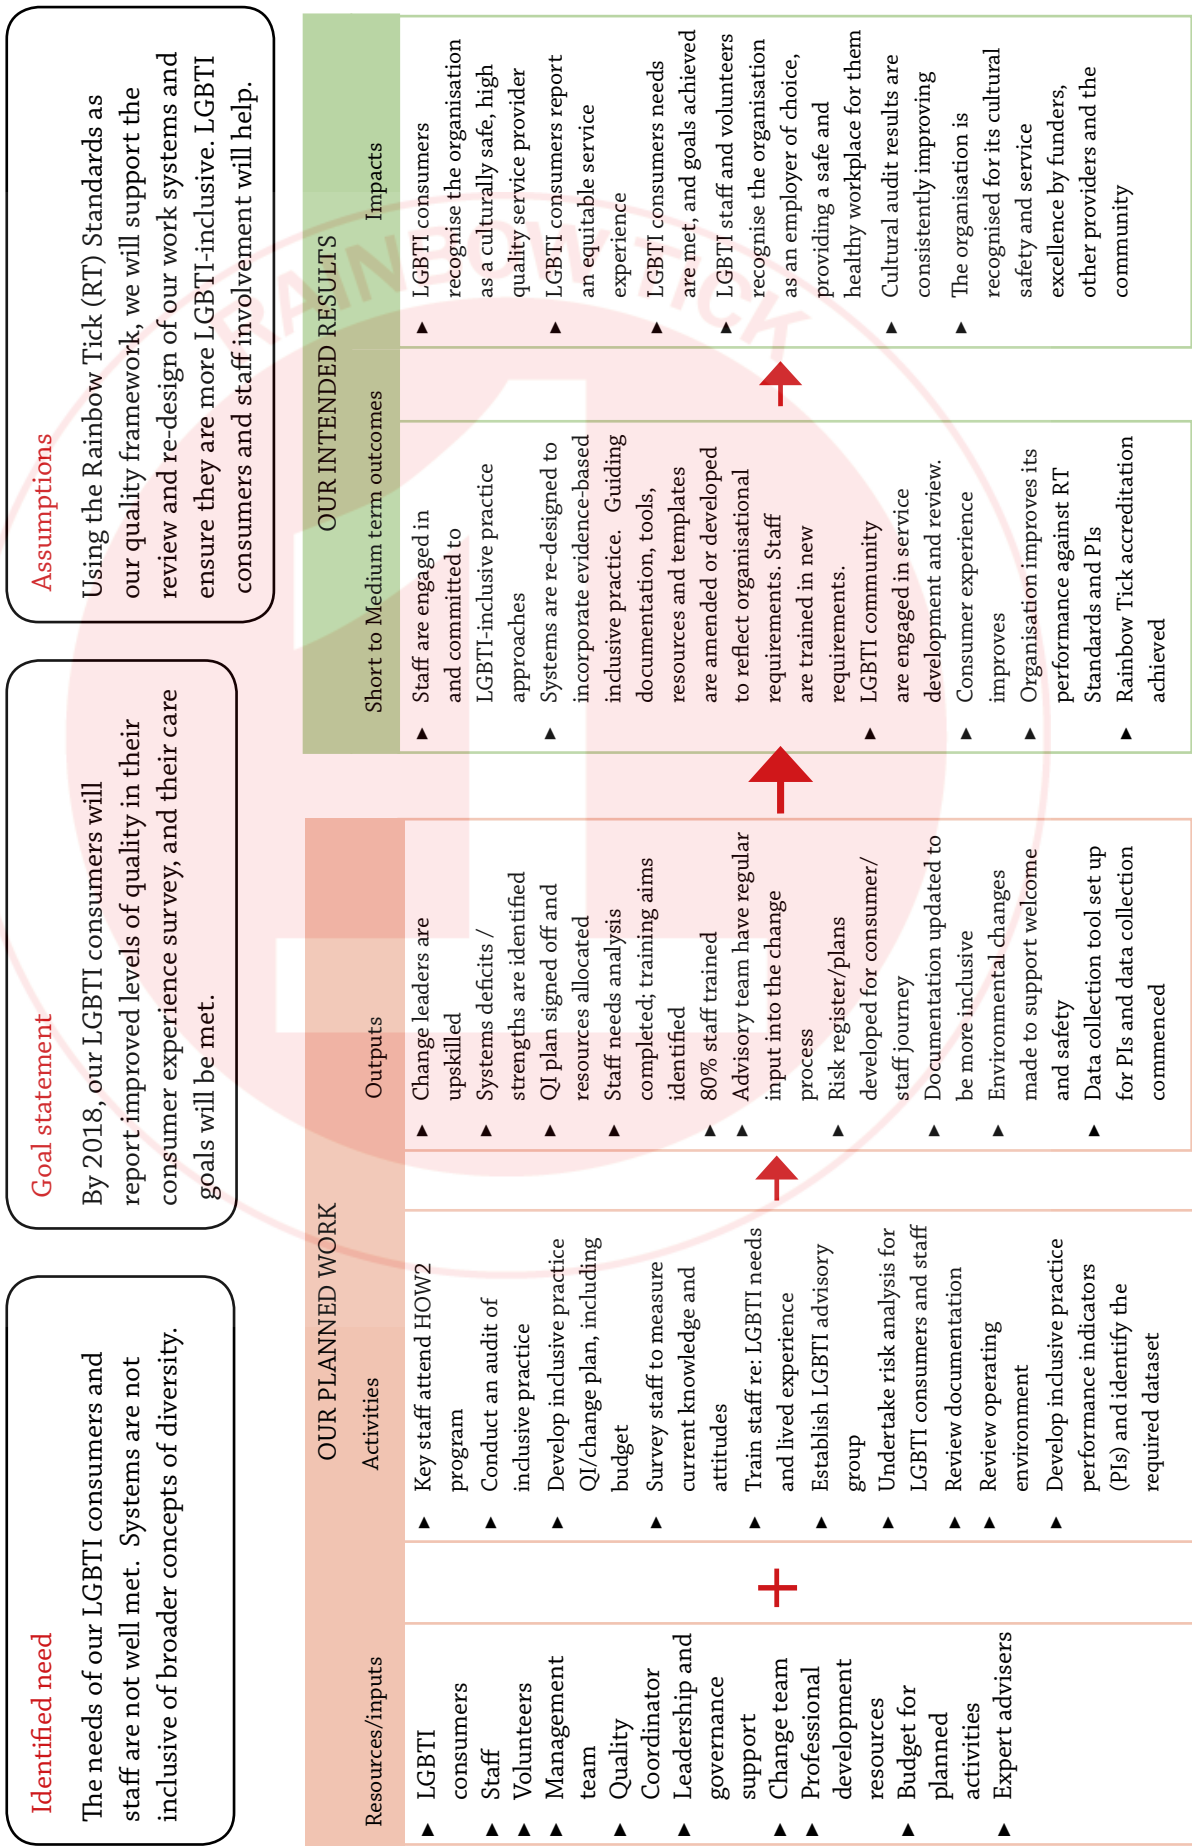 Identified need
The needs of our LGBTI consumers and
staff are not well met.  Systems are not
inclusive of broader concepts of diversity.
Goal statement
By 2018, our LGBTI consumers will
report improved levels of quality in their
consumer experience survey, and their care
goals will be met.
Assumptions
Using the Rainbow Tick (RT) Standards as
our quality framework, we will support the
review and re-design of our work systems and
ensure they are more LGBTI-inclusive. LGBTI
consumers and staff involvement will help.
OUR PLANNED WORK
Resources/inputs
▲ LGBTI
consumers
▲ Staff
▲ Volunteers
▲ Management
team
▲ Quality
Coordinator
▲ Leadership and
governance
support
▲ Change team
▲ Professional
development
resources
▲ Budget for
planned
activities
▲ Expert advisers
+
Activities
▲ Key staff attend HOW2
program
▲ Conduct an audit of
inclusive practice
▲ Develop inclusive practice
QI/change plan, including
budget
▲ Survey staff to measure
current knowledge and
attitudes
▲ Train staff re: LGBTI needs
and lived experience
▲ Establish LGBTI advisory
group
▲ Undertake risk analysis for
LGBTI consumers and staff
▲ Review documentation
▲ Review operating
environment
▲ Develop inclusive practice
performance indicators
(PIs) and identify the
required dataset
Outputs
▲ Change leaders are
upskilled
▲ Systems deficits /
strengths are identified
▲ QI plan signed off and
resources allocated
▲ Staff needs analysis
completed; training aims
identified
▲ 80% staff trained
▲ Advisory team have regular
input into the change
process
▲ Risk register/plans
developed for consumer/
staff journey
▲ Documentation updated to
be more inclusive
▲ Environmental changes
made to support welcome
and safety
▲ Data collection tool set up
for PIs and data collection
commenced
OUR INTENDED RESULTS
Short to Medium term outcomes
▲ Staff are engaged in
and committed to
LGBTI-inclusive practice
approaches
▲ Systems are re-designed to
incorporate evidence-based
inclusive practice.  Guiding
documentation, tools,
resources and templates
are amended or developed
to reflect organisational
requirements. Staff
are trained in new
requirements.
▲ LGBTI community
are engaged in service
development and review.
▲ Consumer experience
improves
▲ Organisation improves its
performance against RT
Standards and PIs
▲ Rainbow Tick accreditation
achieved
Impacts
▲ LGBTI consumers
recognise the organisation
as a culturally safe, high
quality service provider
▲ LGBTI consumers report
an equitable service
experience
▲ LGBTI consumers needs
are met, and goals achieved
▲ LGBTI staff and volunteers
recognise the organisation
as an employer of choice,
providing a safe and
healthy workplace for them
▲ Cultural audit results are
consistently improving
▲ The organisation is
recognised for its cultural
safety and service
excellence by funders,
other providers and the
community
RAINBOW TICK
1